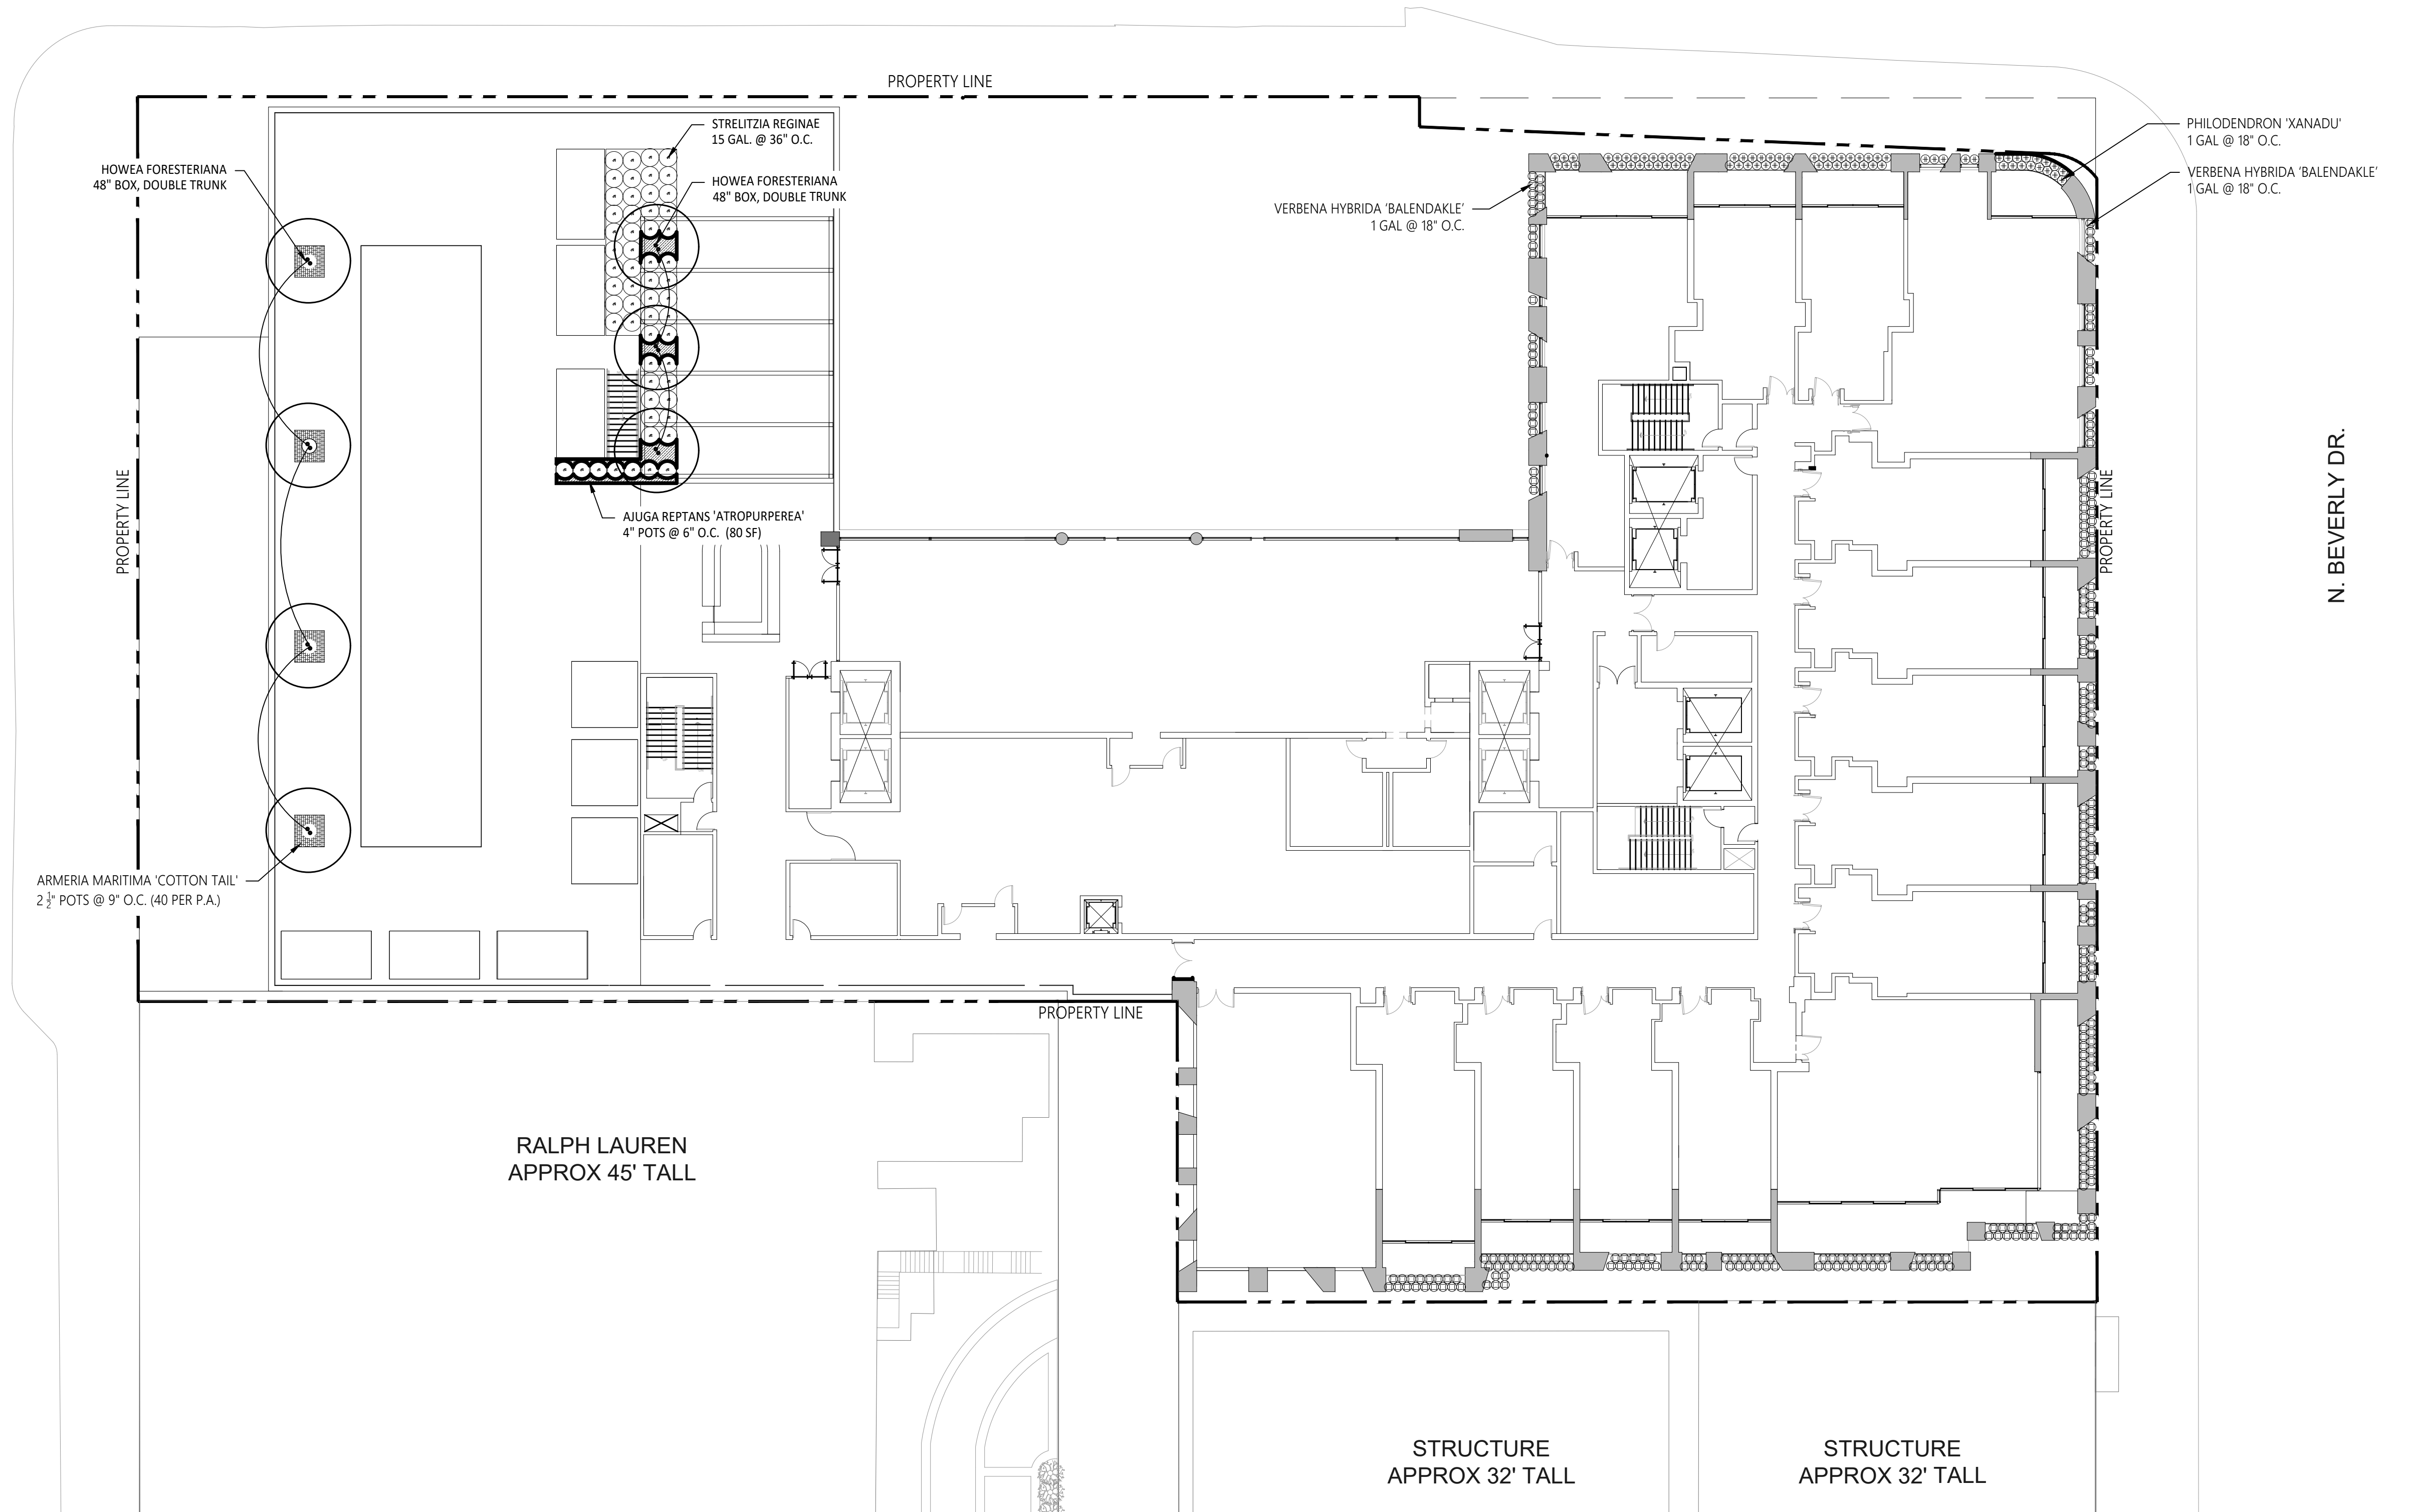 PROPERTY LINE
STRELITZIA REGINAE
15 GAL. @ 36" O.C.
PHILODENDRON 'XANADU'
1 GAL @ 18" O.C.
HOWEA FORESTERIANA
48" BOX, DOUBLE TRUNK
HOWEA FORESTERIANA
48" BOX, DOUBLE TRUNK
VERBENA HYBRIDA ‘BALENDAKLE’
1 GAL @ 18" O.C.
VERBENA HYBRIDA ‘BALENDAKLE’
1 GAL @ 18" O.C.
PROPERTY LINE
AJUGA REPTANS 'ATROPURPEREA'
4" POTS @ 6" O.C. (80 SF)
PROPERTY LINE
N. BEVERLY DR.
ARMERIA MARITIMA 'COTTON TAIL'
2 ½" POTS @ 9" O.C. (40 PER P.A.)
PROPERTY LINE
RALPH LAUREN
APPROX 45' TALL
STRUCTURE
APPROX 32' TALL
STRUCTURE
APPROX 32' TALL